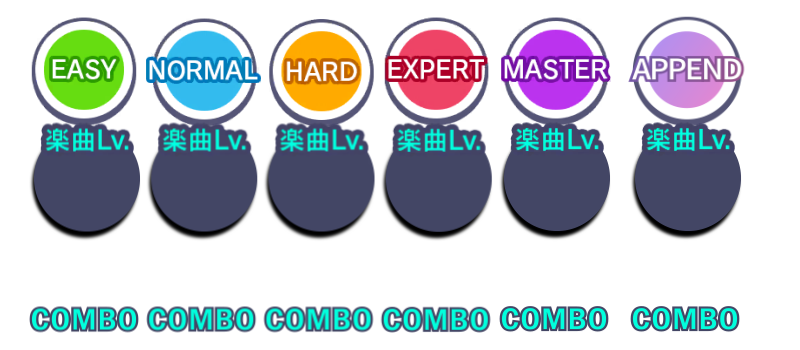 EASY NORMAL HARD EXPERT MASTER APPEND
楽曲Lv. 楽曲Lv. 楽曲Lv. 楽曲Lv. 楽曲Lv. 楽曲Lv.
COMBO COMBO COMBO COMBO COMBO COMBO